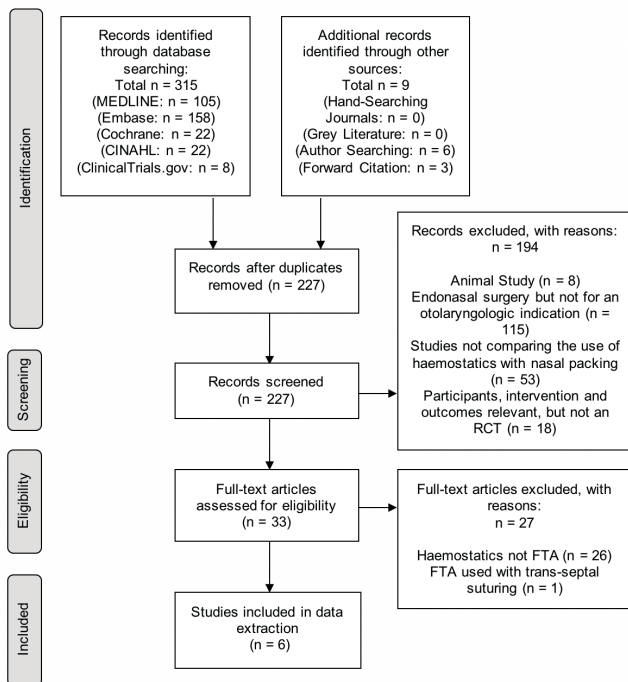 Records identified
through database
searching:
Total n = 315
(MEDLINE: n = 105)
(Embase: n = 158)
(Cochrane: n = 22)
(CINAHL: n = 22)
(ClinicalTrials.gov: n = 8)
Additional records
identified through other
sources:
Total n = 9
(Hand-Searching
Journals: n = 0)
(Grey Literature: n = 0)
(Author Searching: n = 6)
(Forward Citation: n = 3)
Identification
Records after duplicates
removed (n = 227)
Records excluded, with reasons:
n = 194
Animal Study (n = 8)
Endonasal surgery but not for an
otolaryngologic indication (n =
115)
Studies not comparing the use of
haemostatics with nasal packing
(n = 53)
Participants, intervention and
outcomes relevant, but not an
RCT (n = 18)
Screening
Records screened
(n = 227)
Eligibility
Full-text articles
assessed for eligibility
(n = 33)
Full-text articles excluded, with
reasons:
n = 27
Haemostatics not FTA (n = 26)
FTA used with trans-septal
suturing (n = 1)
Included
Studies included in data
extraction
(n = 6)